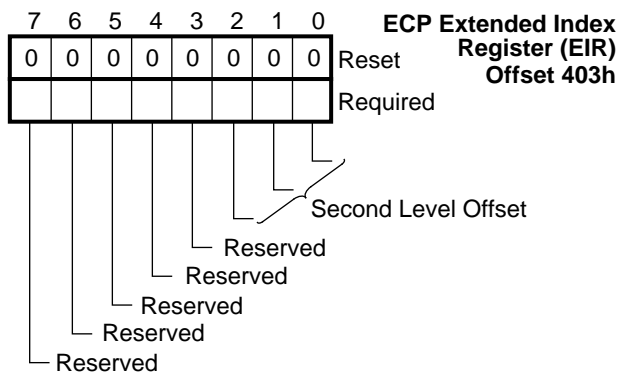 7 6 5 4 3 2 1 0
ECP Extended Index
Register (EIR)
Offset 403h
0 0 0 0 0 0 0 0 Reset
Required
Second Level Offset
Reserved
Reserved
Reserved
Reserved
Reserved